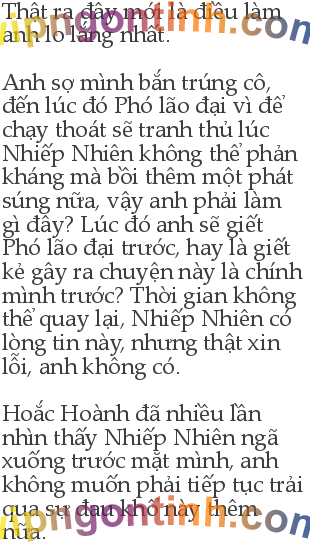 Thật ra đây mới là điều làm
anh lo lắng nhất.
Anh sợ mình bắn trúng cô,
đến lúc đó Phó lão đại vì để
chạy thoát sẽ tranh thủ lúc
Nhiếp Nhiên không thể phản
kháng mà bồi thêm một phát
súng nữa, vậy anh phải làm
gì đây? Lúc đó anh sẽ giết
Phó lão đại trước, hay là giết
kẻ gây ra chuyện này là chính
mình trước? Thời gian không
thể quay lại, Nhiếp Nhiên có
lòng tin này, nhưng thật xin
lỗi, anh không có.
Hoắc Hoành đã nhiều lần
nhìn thấy Nhiếp Nhiên ngã
xuống trước mặt mình, anh
không muốn phải tiếp tục trải
qua sự đau khổ này thêm
nữa.